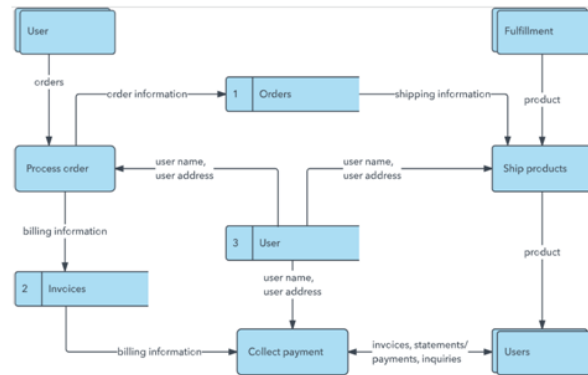 User
Fulfillment
orders
order information
1 Orders
shipping information
product
Process order
user name,
user address
user name,
user address
Ship products
billing information
3 User
product
2 Invoices
user name,
user address
billing information
Collect payment
invoices, statements/
payments, inquiries
Users